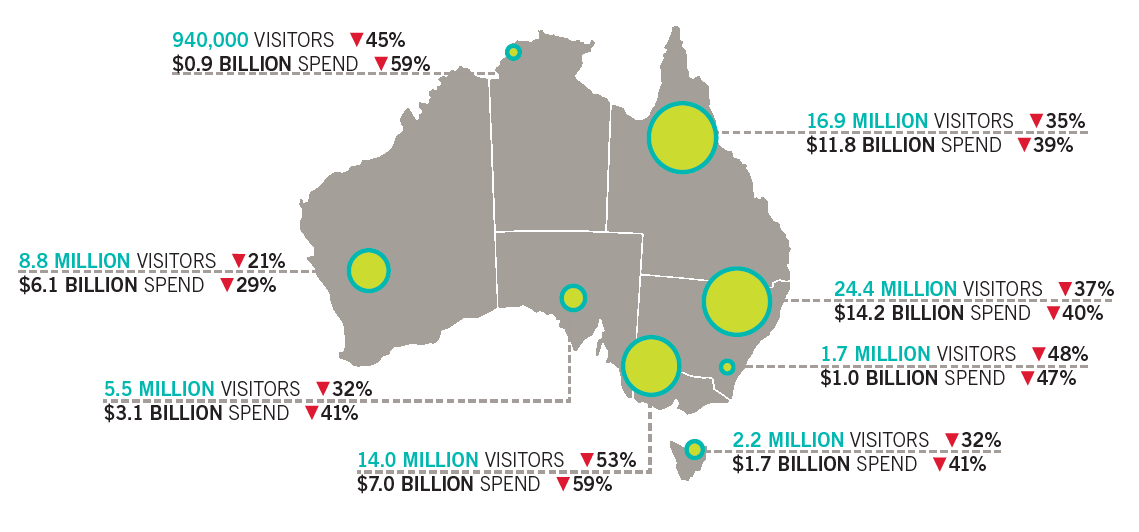 940,000 VISITORS ▼45%
$0.9 BILLION SPEND ▼59%
16.9 MILLION VISITORS ▼35%
$11.8 BILLION SPEND ▼39%
8.8 MILLION VISITORS ▼21%
$6.1 BILLION SPEND ▼29%
24.4 MILLION VISITORS ▼37%
$14.2 BILLION SPEND ▼40%
1.7 MILLION VISITORS ▼48%
$1.0 BILLION SPEND ▼47%
5.5 MILLION VISITORS ▼32%
$3.1 BILLION SPEND ▼41%
2.2 MILLION VISITORS ▼32%
$1.7 BILLION SPEND ▼41%
14.0 MILLION VISITORS ▼53%
$7.0 BILLION SPEND ▼59%